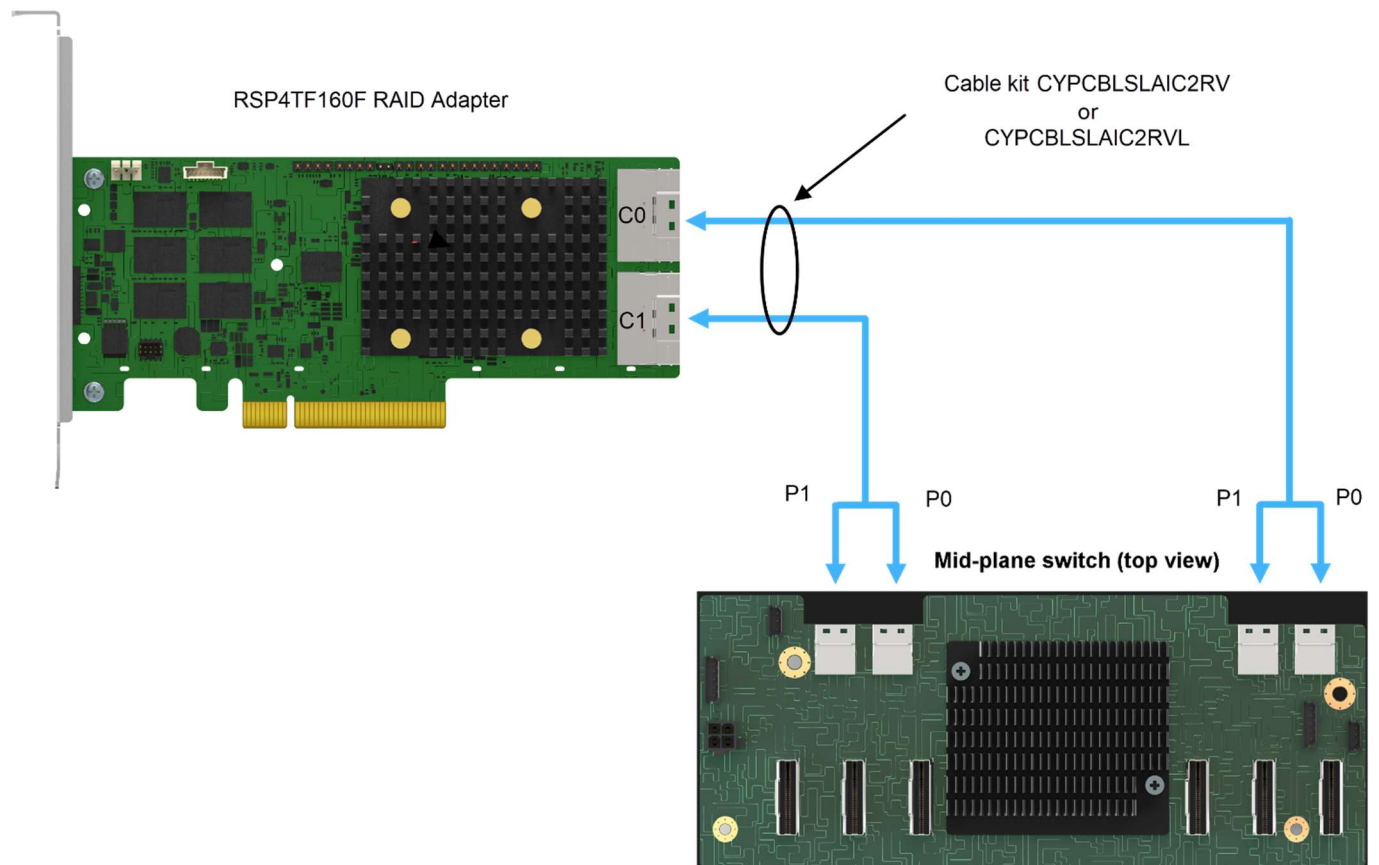 RSP4TF160F RAID Adapter
Cable kit CYPCBLSLAIC2RV
or
CYPCBLSLAIC2RVL
C0
C1
P1
P0
P1
P0
Mid-plane switch (top view)